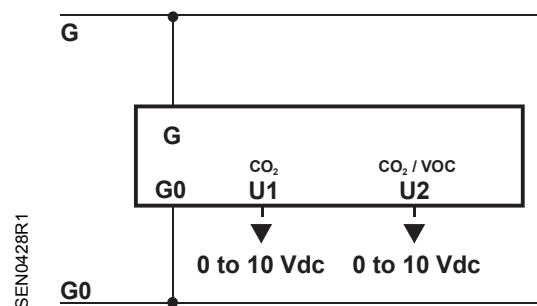 G
G
CO₂
CO₂ / VOC
G0
U1
U2
0 to 10 Vdc
0 to 10 Vdc
G0
SEN0428R1